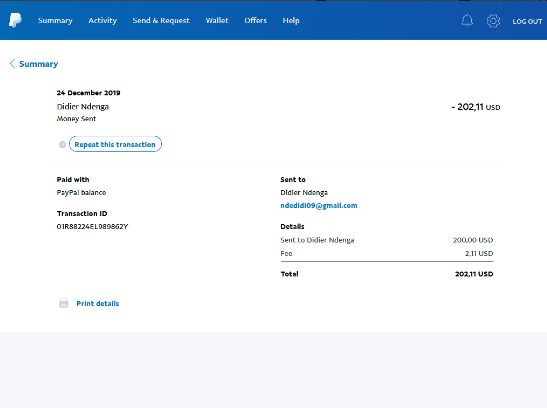 Summary Activity Send & Request Wallet Offers Help LOG OUT
Summary
24 December 2019
Didier Ndenga - 202,11 USD
Money Sent
Repeat this transaction
Paid with Sent to
PayPal balance Didier Ndenga
ndedidi09@gmail.com
Transaction ID
01R88224EL989862Y Details
Sent to Didier Ndenga 200,00 USD
Fee 2,11 USD
Total 202,11 USD
Print details